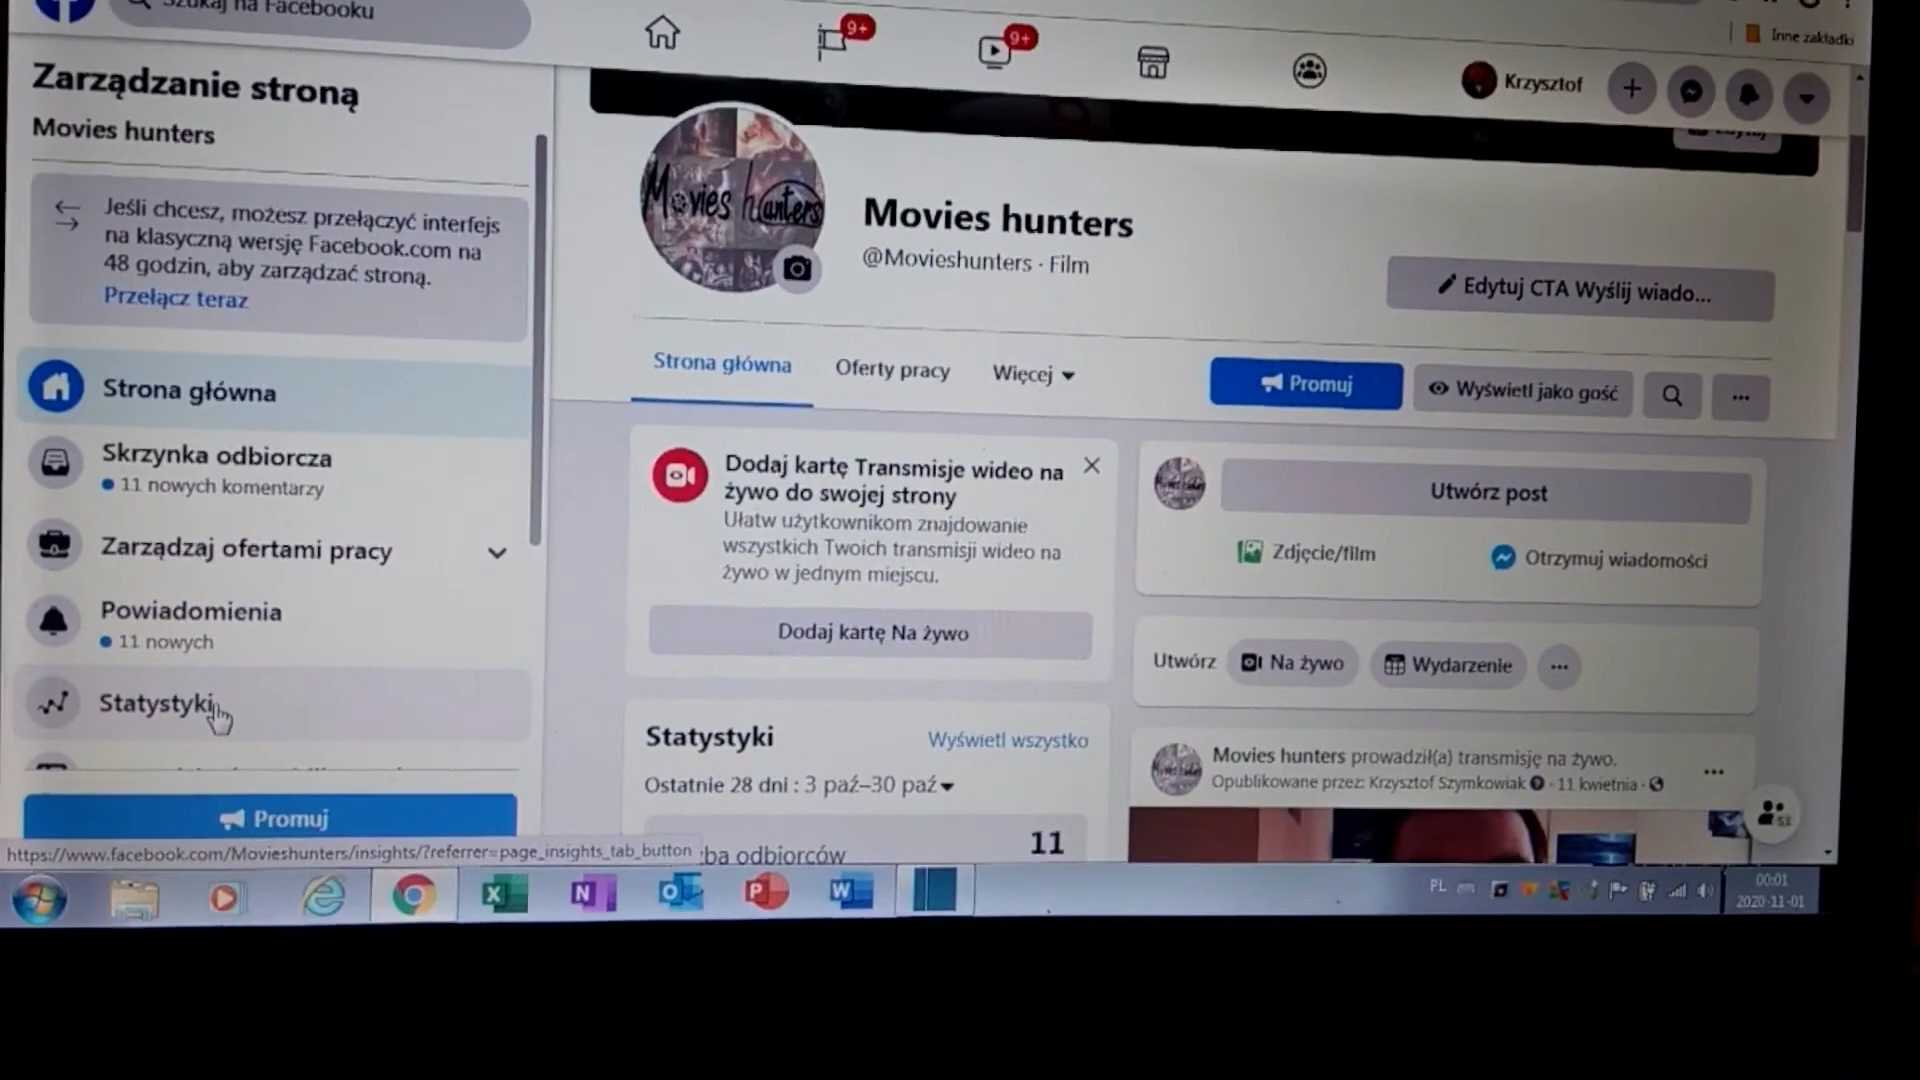 Szukaj na Facebooku
9+
9+
Inne zakładki
Krzysztof
Zarządzanie stroną
Movies hunters
Jeśli chcesz, możesz przełączyć interfejs
na klasyczną wersję Facebook.com na
48 godzin, aby zarządzać stroną.
Przełącz teraz
Strona główna
Skrzynka odbiorcza
11 nowych komentarzy
Zarządzaj ofertami pracy
Powiadomienia
11 nowych
Statystyki
Promuj
https://www.facebook.com/Movieshunters/insights/?referrer=page_insights_tab_button
Movies hunters
Edytuj
Movies hunters
@Movieshunters · Film
Edytuj CTA Wyślij wiado...
Strona główna
Oferty pracy
Więcej
Promuj
Wyświetl jako gość
Dodaj kartę Transmisje wideo na
żywo do swojej strony
Ułatw użytkownikom znajdowanie
wszystkich Twoich transmisji wideo na
żywo w jednym miejscu.
Dodaj kartę Na żywo
Statystyki
Wyświetl wszystko
Ostatnie 28 dni : 3 paź–30 paź
11
ba odbiorców
Utwórz post
Zdjęcie/film
Otrzymuj wiadomości
Utwórz
Na żywo
Wydarzenie
Movies hunters prowadził(a) transmisję na żywo.
Opublikowane przez: Krzysztof Szymkowiak · 11 kwietnia ·
PL
00:01
2020-11-01